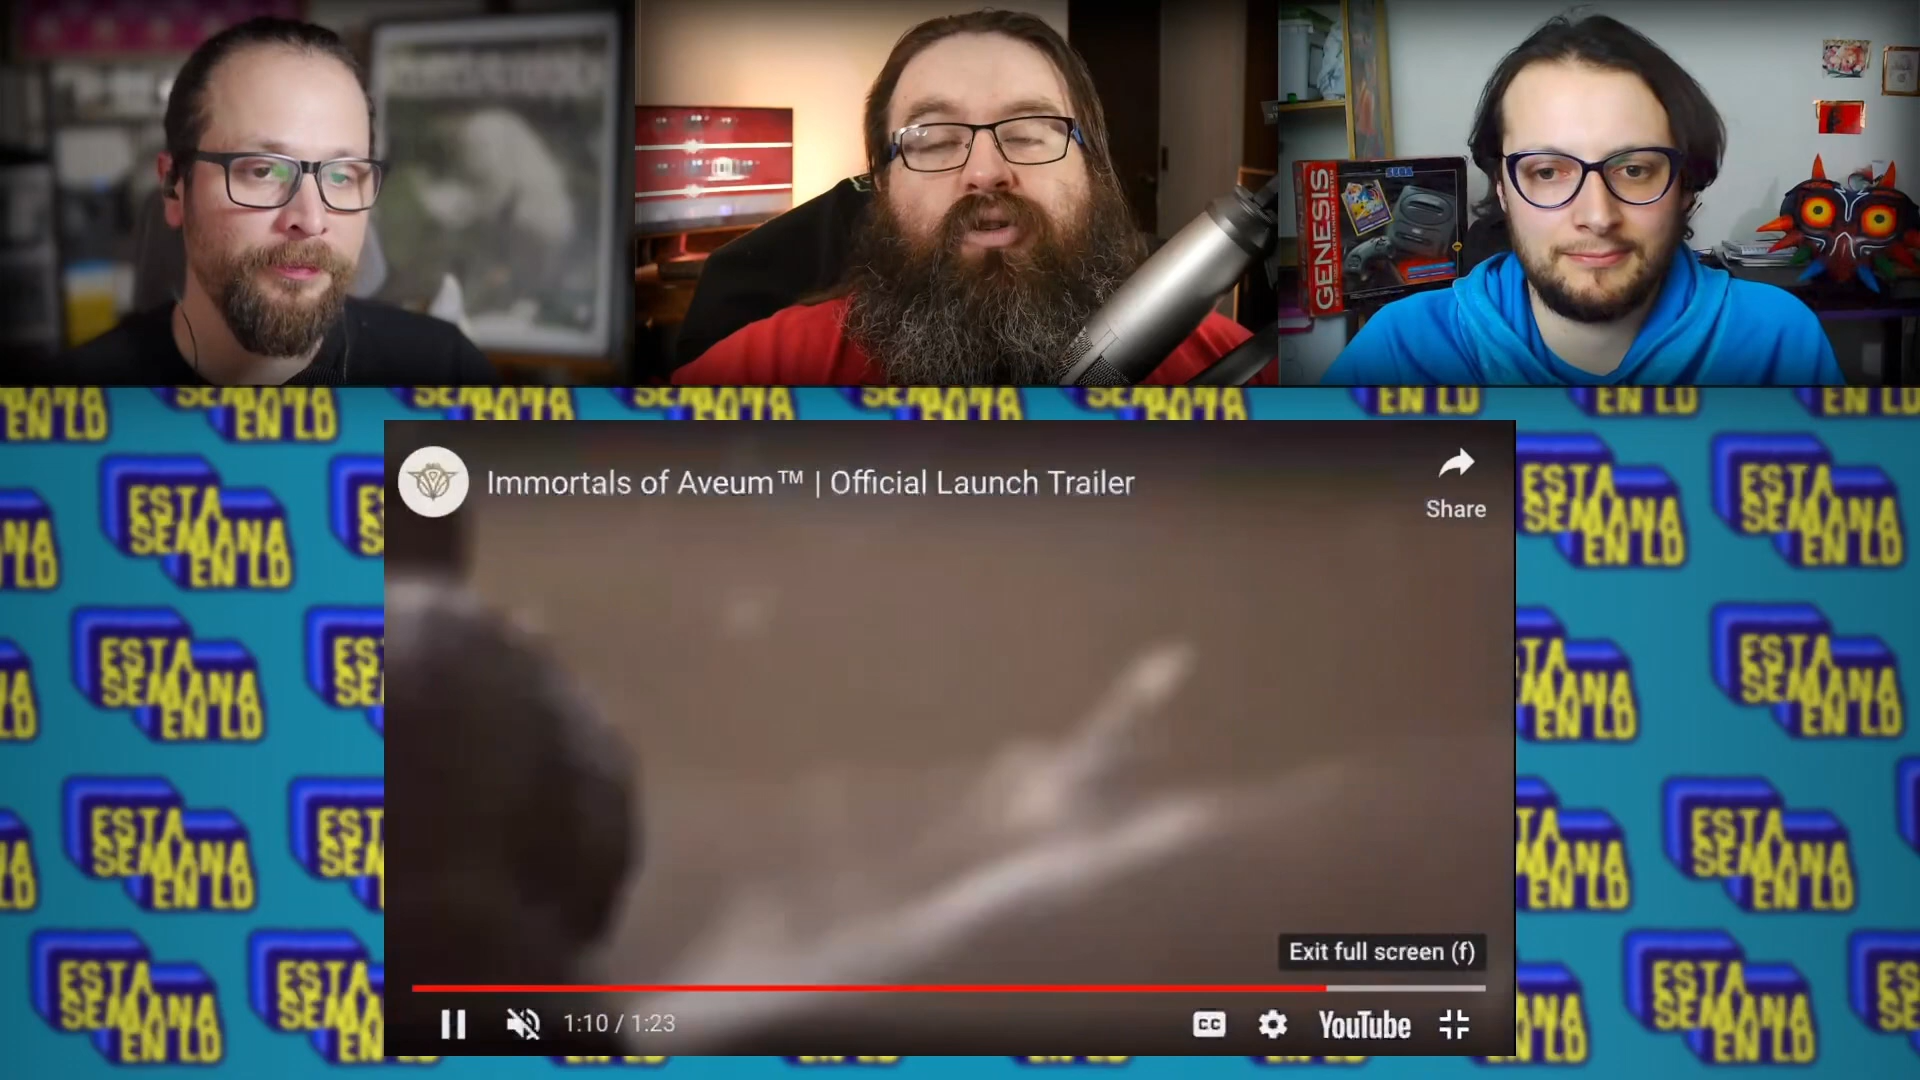 GENESIS
SEGA
Immortals of Aveum™ | Official Launch Trailer
Share
Exit full screen (f)
1:10 / 1:23
CC
YouTube
ESTA
SEMANA
EN LD